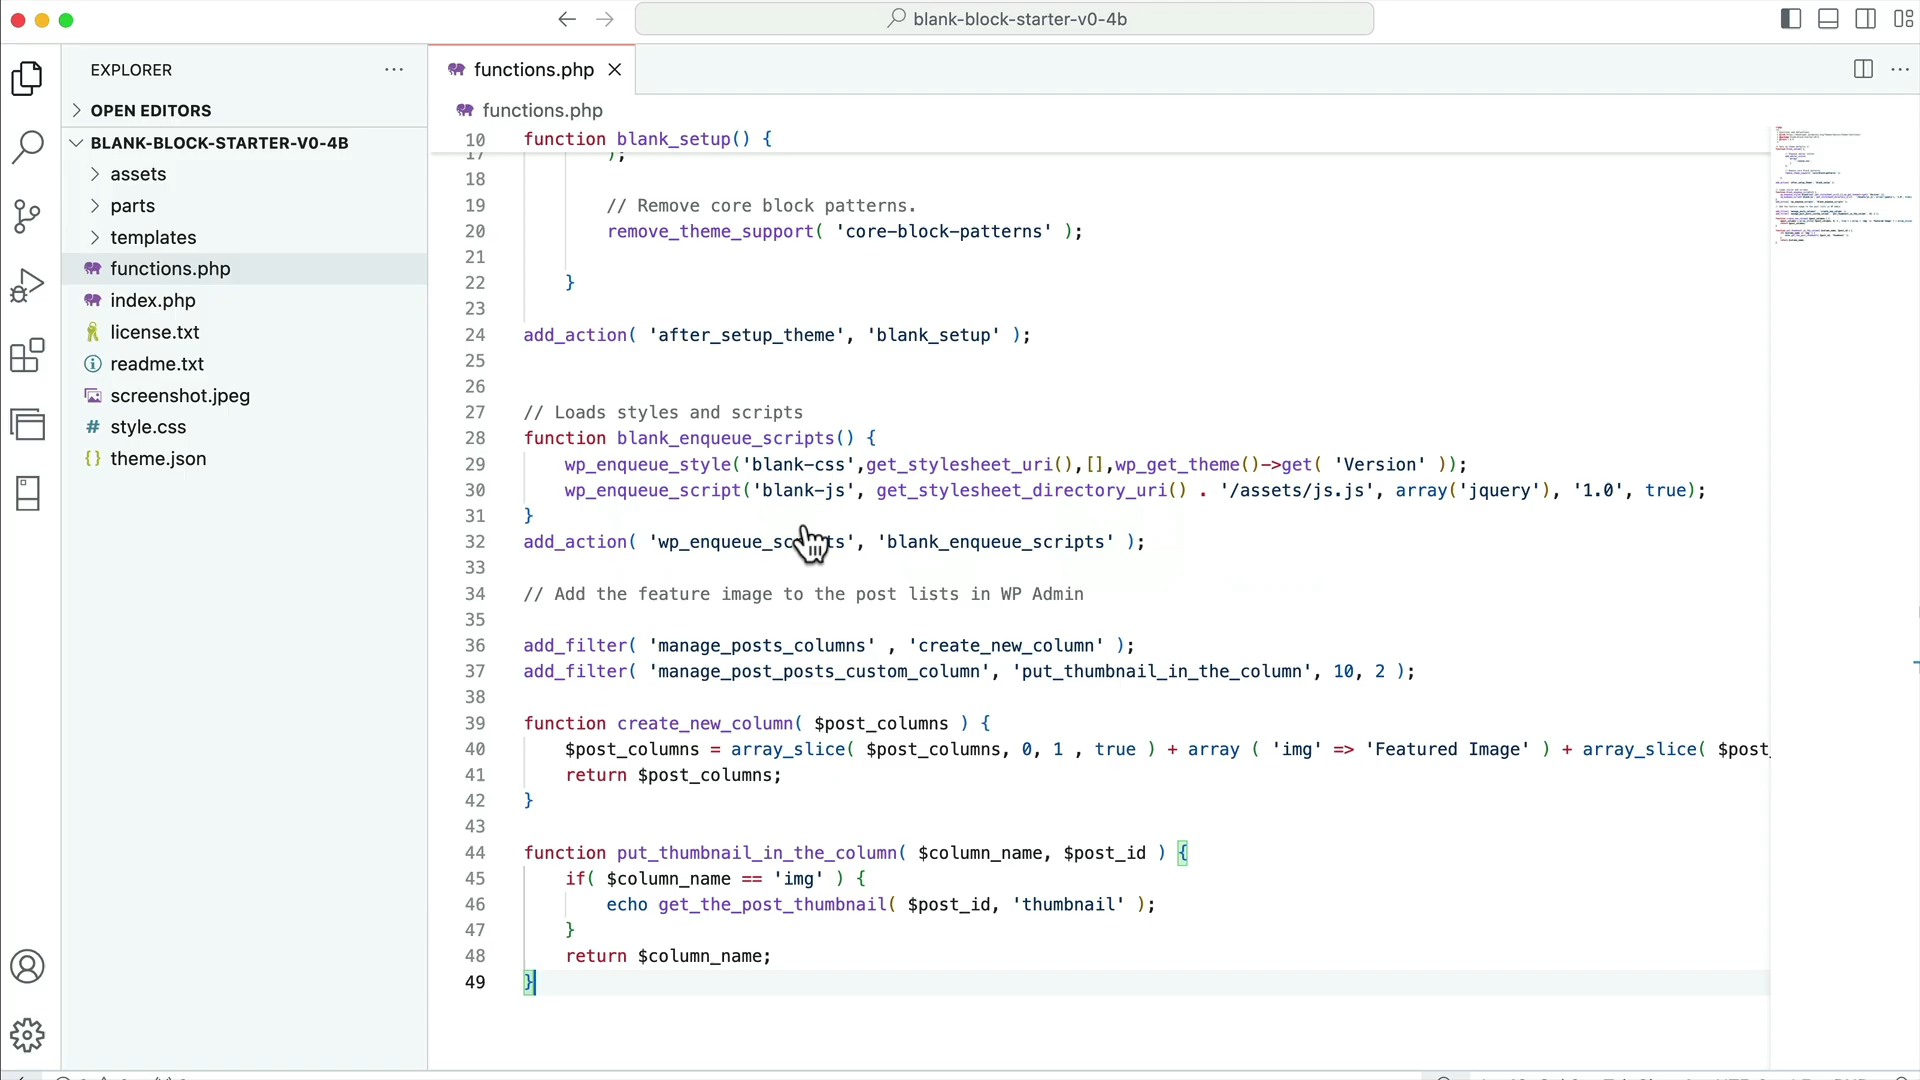 blank-block-starter-v0-4b
EXPLORER
OPEN EDITORS
BLANK-BLOCK-STARTER-V0-4B
assets
parts
templates
functions.php
index.php
license.txt
readme.txt
screenshot.jpeg
style.css
theme.json
functions.php
functions.php
10 function blank_setup() {
17 );
18
19 // Remove core block patterns.
20 remove_theme_support( 'core-block-patterns' );
21
22 }
23
24 add_action( 'after_setup_theme', 'blank_setup' );
25
26
27 // Loads styles and scripts
28 function blank_enqueue_scripts() {
29 wp_enqueue_style('blank-css',get_stylesheet_uri(),[],wp_get_theme()->get( 'Version' ));
30 wp_enqueue_script('blank-js', get_stylesheet_directory_uri() . '/assets/js.js', array('jquery'), '1.0', true);
31 }
32 add_action( 'wp_enqueue_scripts', 'blank_enqueue_scripts' );
33
34 // Add the feature image to the post lists in WP Admin
35
36 add_filter( 'manage_posts_columns' , 'create_new_column' );
37 add_filter( 'manage_post_posts_custom_column', 'put_thumbnail_in_the_column', 10, 2 );
38
39 function create_new_column( $post_columns ) {
40 $post_columns = array_slice( $post_columns, 0, 1 , true ) + array ( 'img' => 'Featured Image' ) + array_slice( $post_
41 return $post_columns;
42 }
43
44 function put_thumbnail_in_the_column( $column_name, $post_id ) {
45 if( $column_name == 'img' ) {
46 echo get_the_post_thumbnail( $post_id, 'thumbnail' );
47 }
48 return $column_name;
49 }